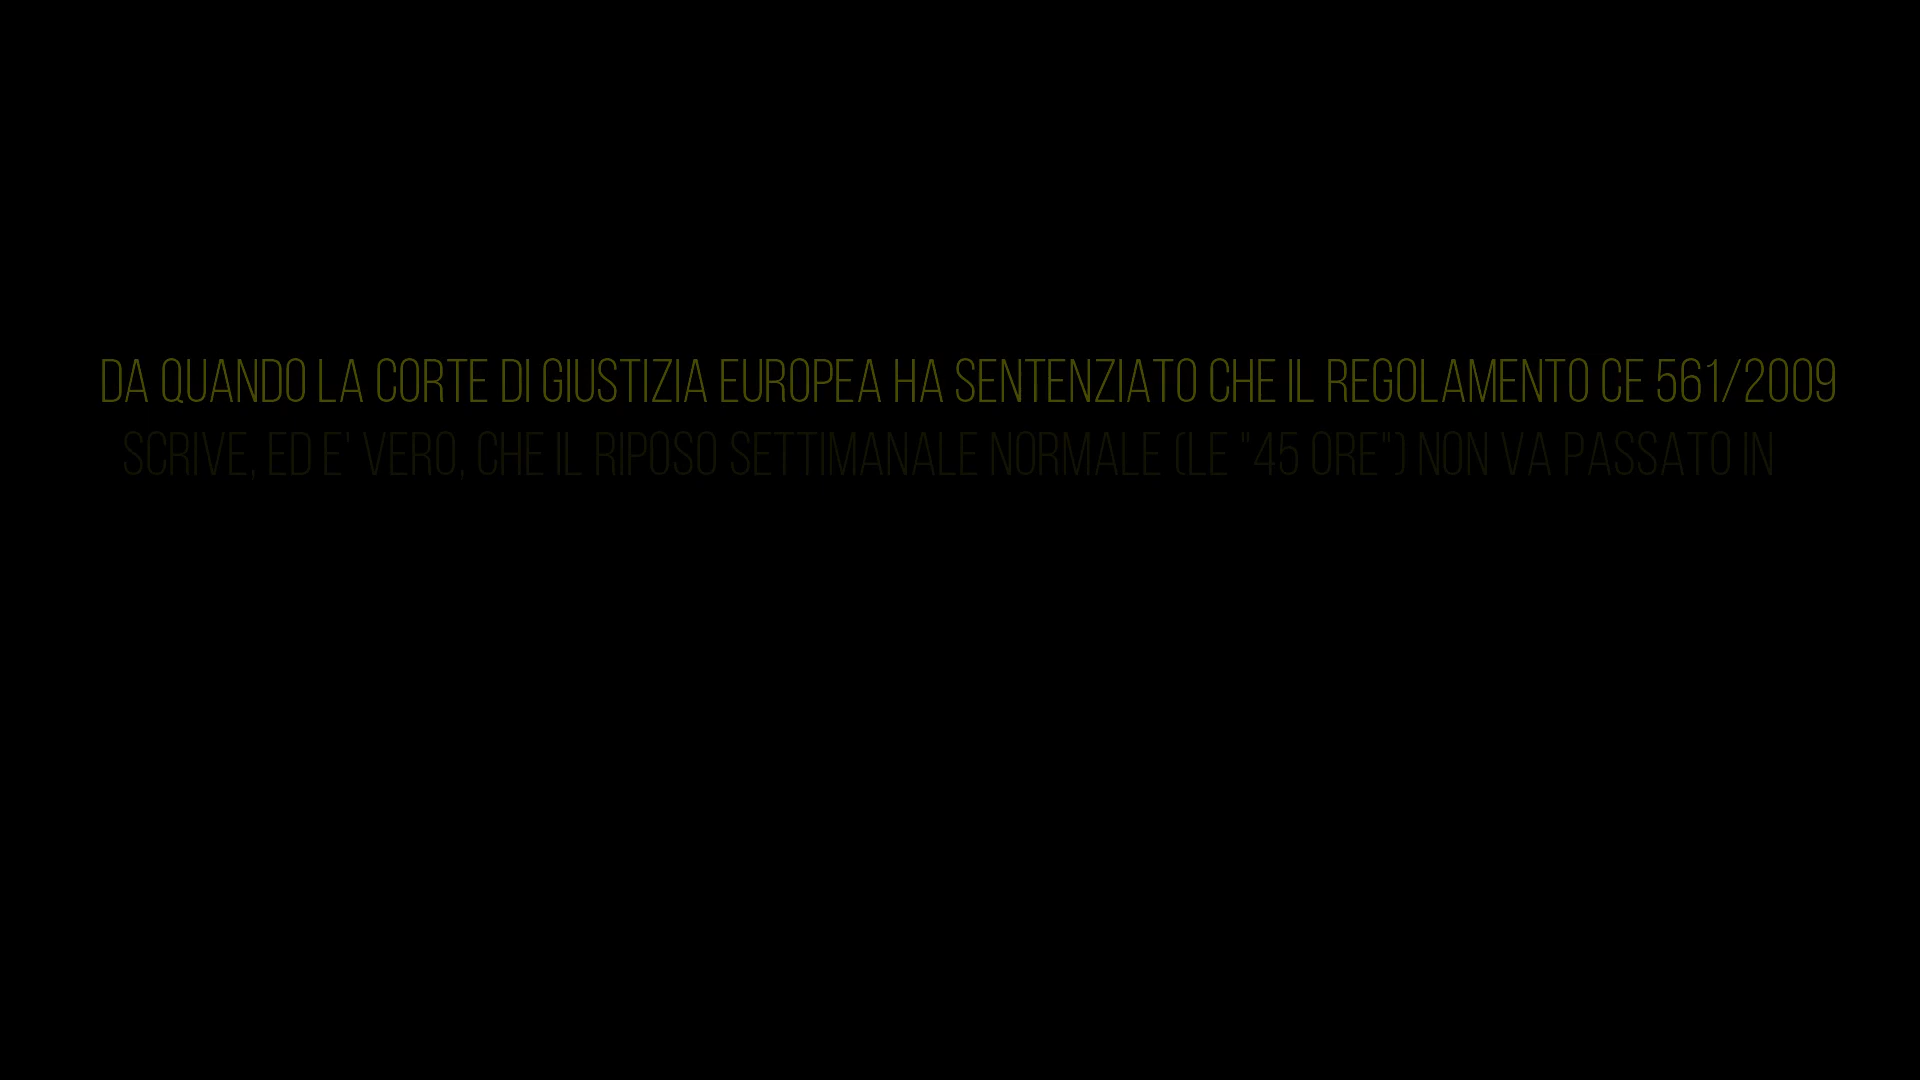 DA QUANDO LA CORTE DI GIUSTIZIA EUROPEA HA SENTENZIATO CHE IL REGOLAMENTO CE 561/2009
SCRIVE, ED E' VERO, CHE IL RIPOSO SETTIMANALE NORMALE (LE "45 ORE") NON VA PASSATO IN